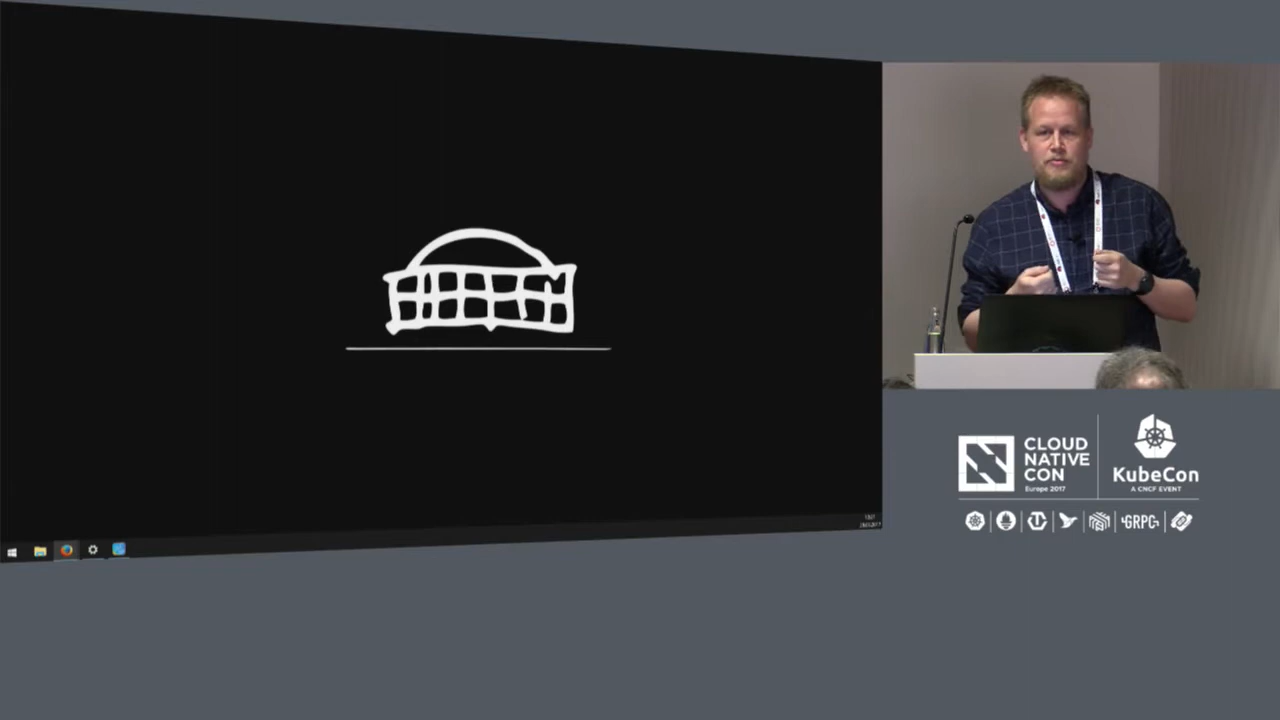 CLOUD
NATIVE
CON
Europe 2017
KubeCon
A CNCF EVENT
GRPC